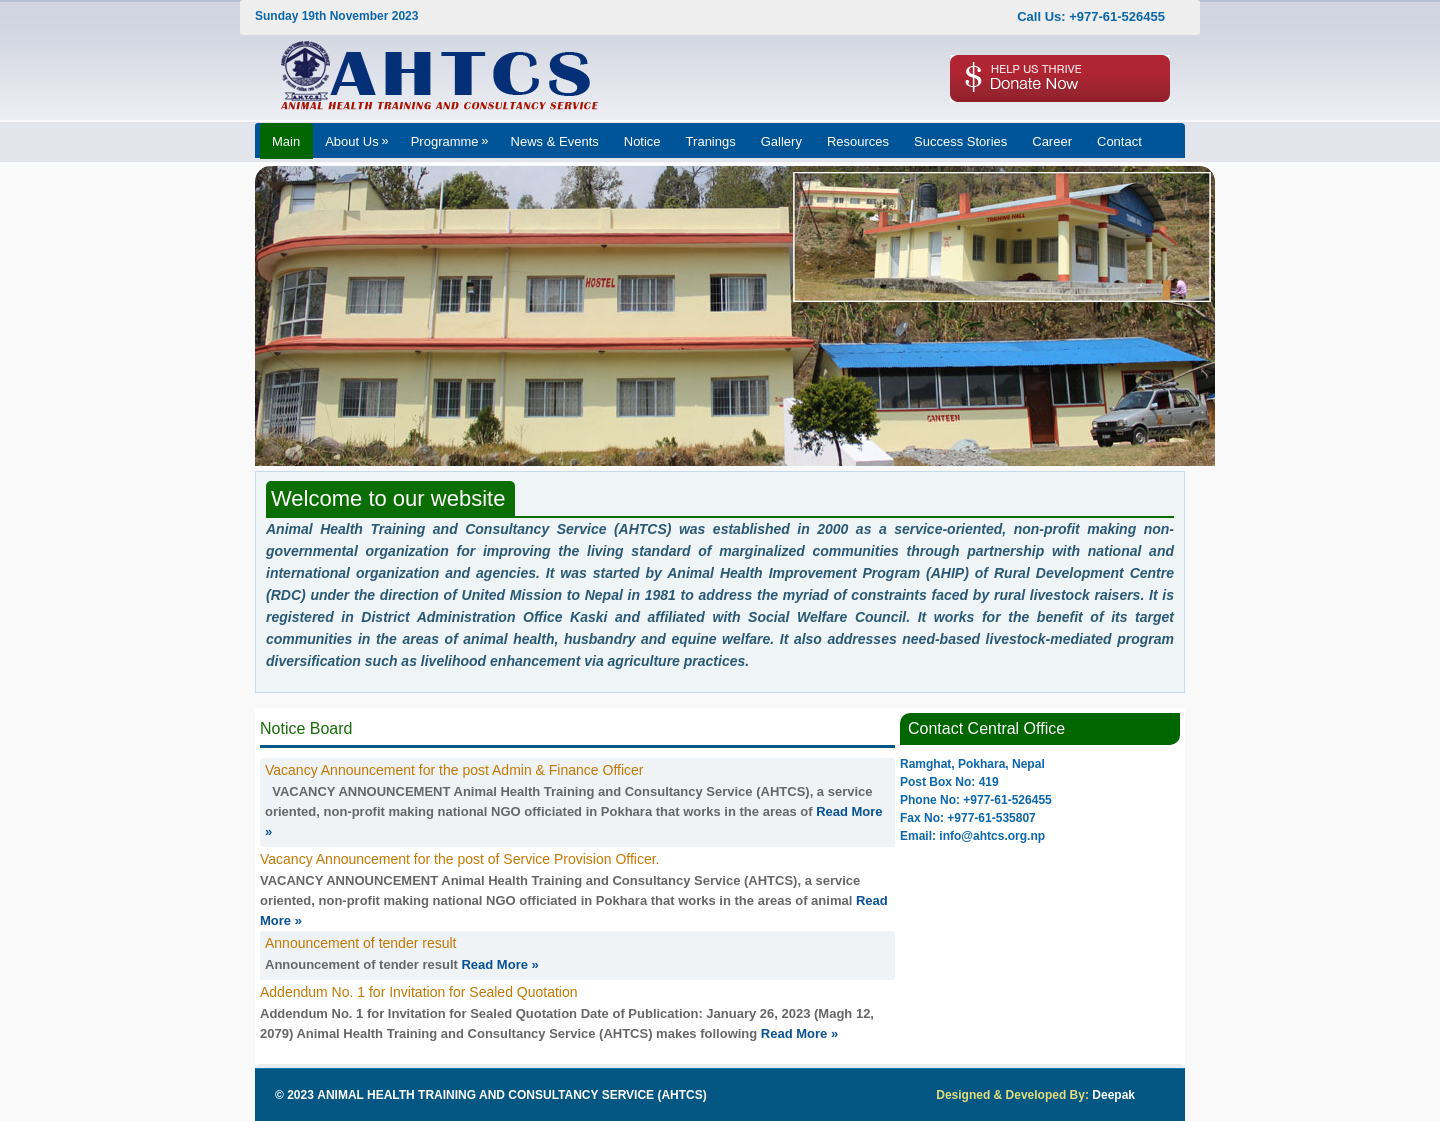 Sunday 19th November 2023
Call Us: +977-61-526455
AHTCS
ANIMAL HEALTH TRAINING AND CONSULTANCY SERVICE
$ HELP US THRIVE
Donate Now
Main
About Us »
Programme »
News & Events
Notice
Tranings
Gallery
Resources
Success Stories
Career
Contact
TRAINING HALL
HOSTEL
CANTEEN
Welcome to our website
Animal Health Training and Consultancy Service (AHTCS) was established in 2000 as a service-oriented, non-profit making non-
governmental organization for improving the living standard of marginalized communities through partnership with national and
international organization and agencies. It was started by Animal Health Improvement Program (AHIP) of Rural Development Centre
(RDC) under the direction of United Mission to Nepal in 1981 to address the myriad of constraints faced by rural livestock raisers. It is
registered in District Administration Office Kaski and affiliated with Social Welfare Council. It works for the benefit of its target
communities in the areas of animal health, husbandry and equine welfare. It also addresses need-based livestock-mediated program
diversification such as livelihood enhancement via agriculture practices.
Notice Board
Vacancy Announcement for the post Admin & Finance Officer
VACANCY ANNOUNCEMENT Animal Health Training and Consultancy Service (AHTCS), a service
oriented, non-profit making national NGO officiated in Pokhara that works in the areas of Read More
»
Vacancy Announcement for the post of Service Provision Officer.
VACANCY ANNOUNCEMENT Animal Health Training and Consultancy Service (AHTCS), a service
oriented, non-profit making national NGO officiated in Pokhara that works in the areas of animal Read
More »
Announcement of tender result
Announcement of tender result Read More »
Addendum No. 1 for Invitation for Sealed Quotation
Addendum No. 1 for Invitation for Sealed Quotation Date of Publication: January 26, 2023 (Magh 12,
2079) Animal Health Training and Consultancy Service (AHTCS) makes following Read More »
Contact Central Office
Ramghat, Pokhara, Nepal
Post Box No: 419
Phone No: +977-61-526455
Fax No: +977-61-535807
Email: info@ahtcs.org.np
© 2023 ANIMAL HEALTH TRAINING AND CONSULTANCY SERVICE (AHTCS)
Designed & Developed By: Deepak